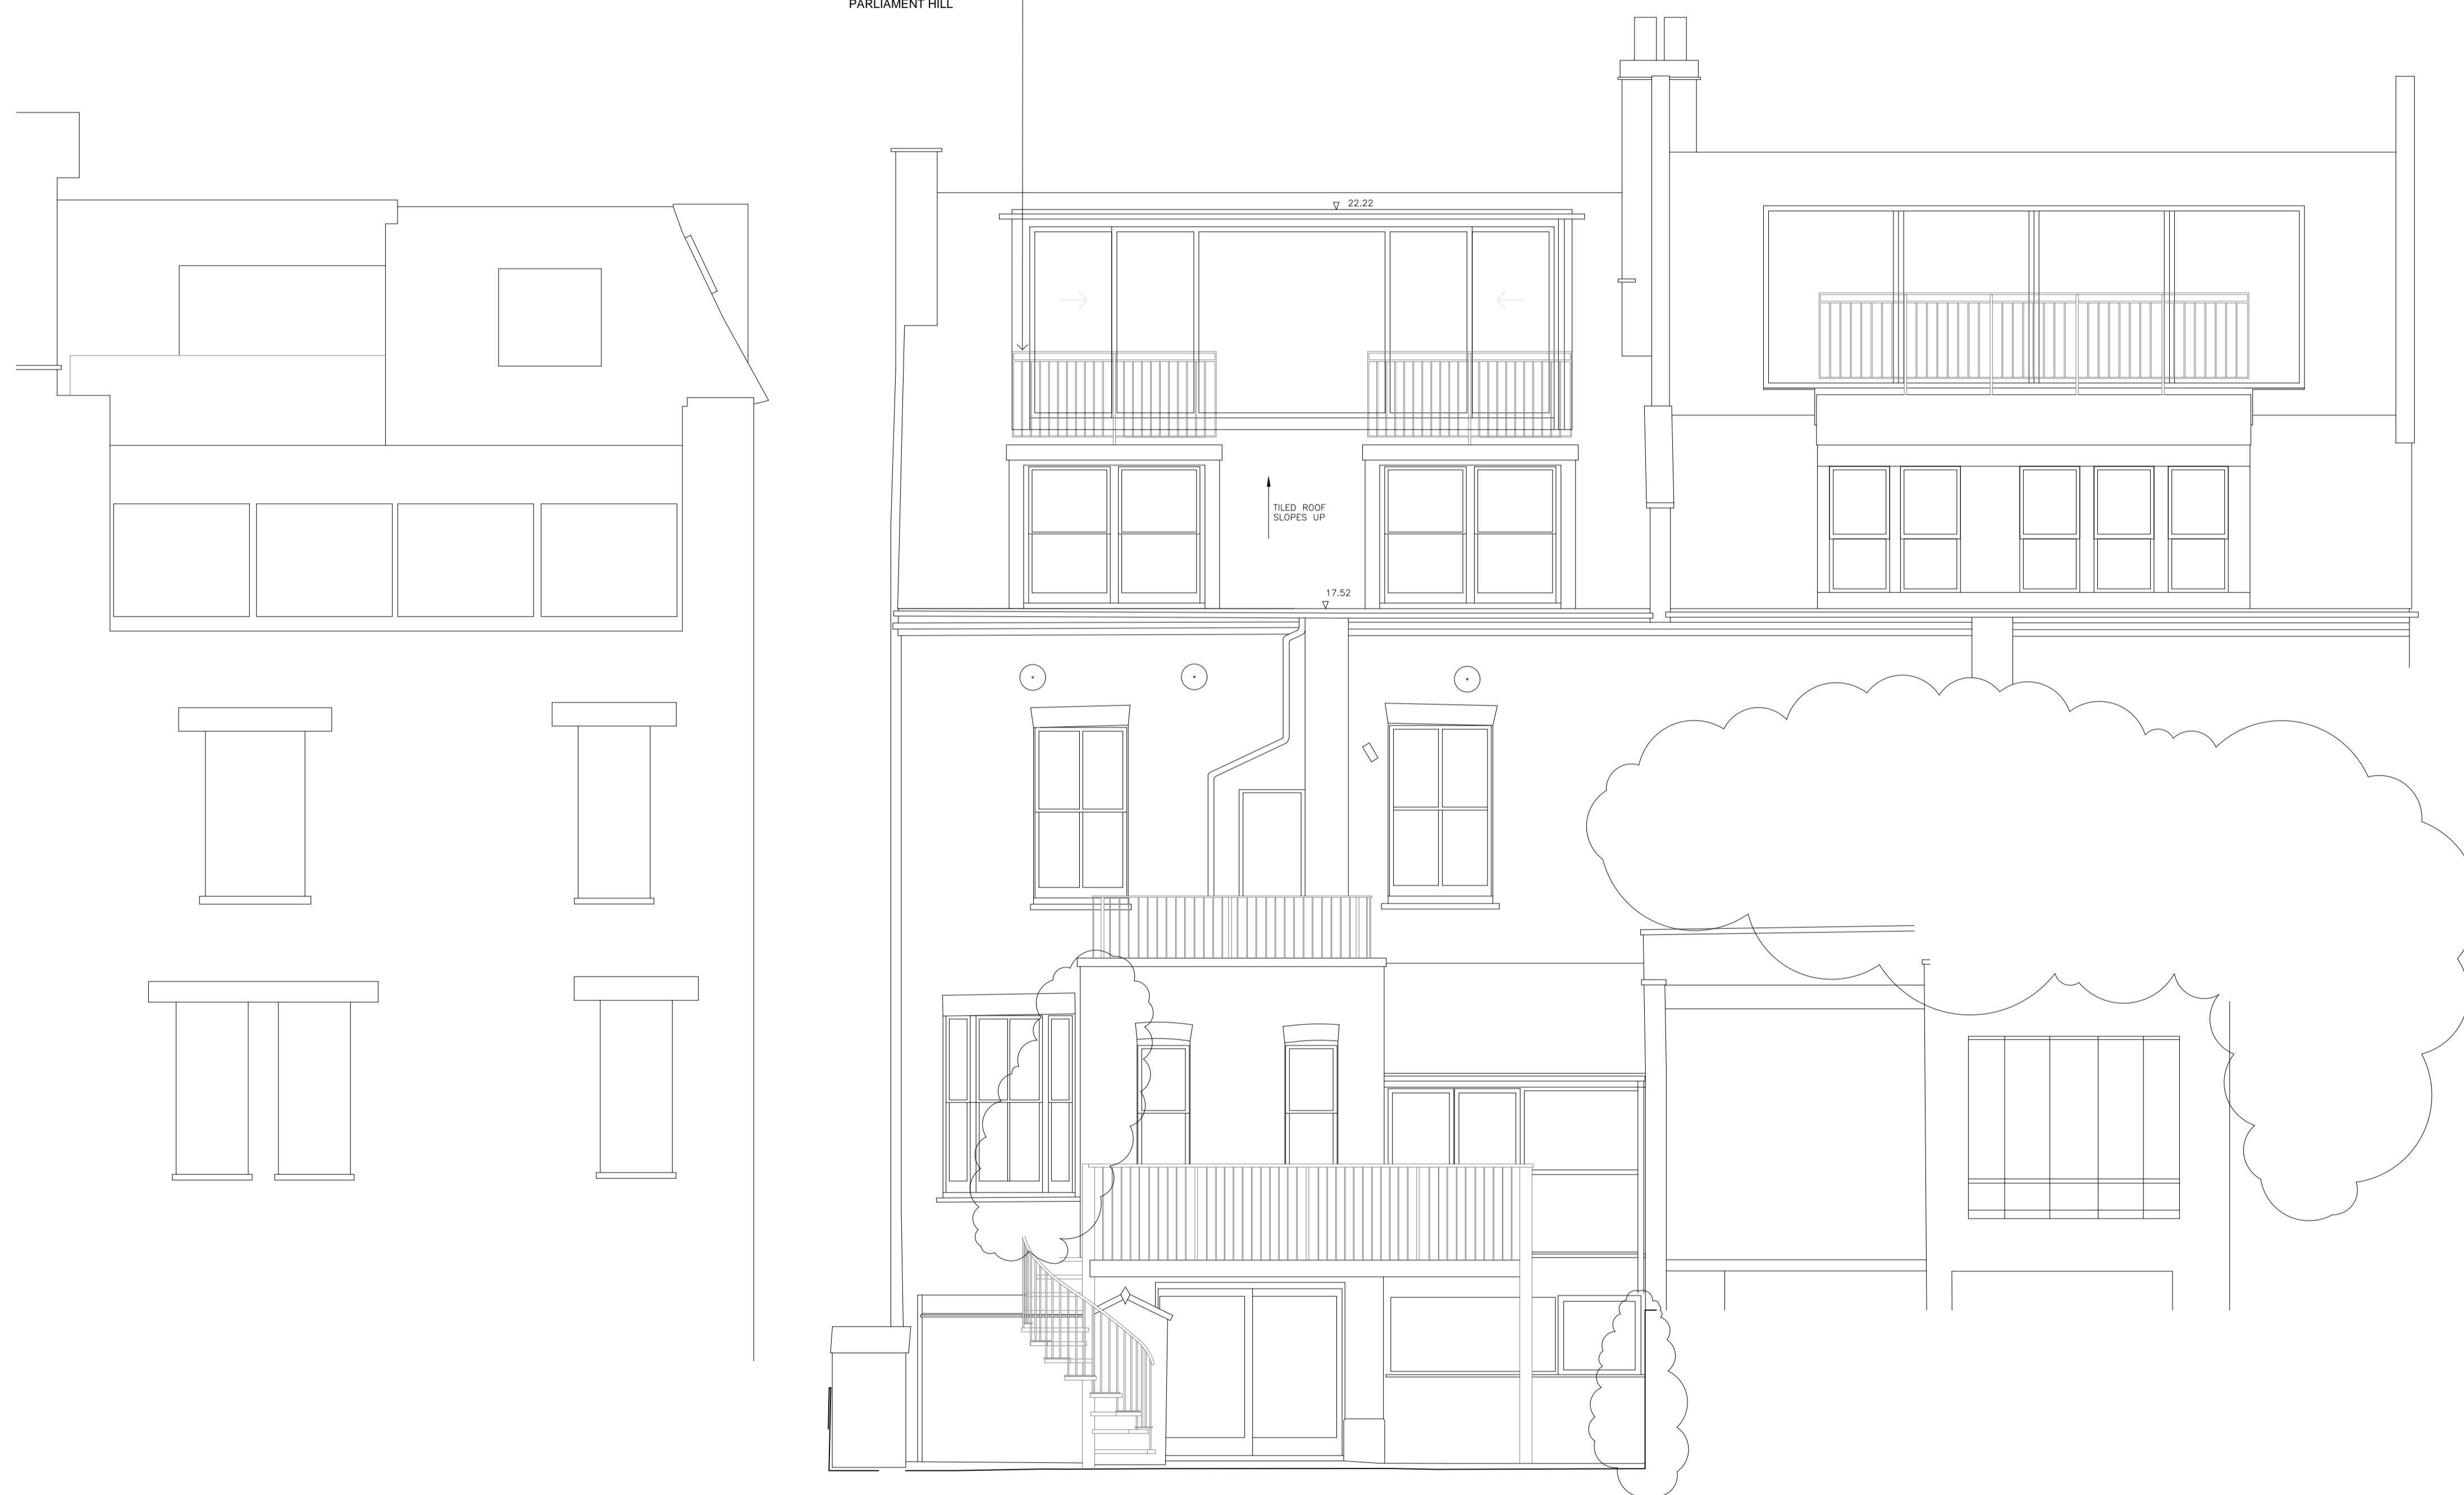 PARLIAMENT HILL
22.22
TILED ROOF
SLOPES UP
17.52